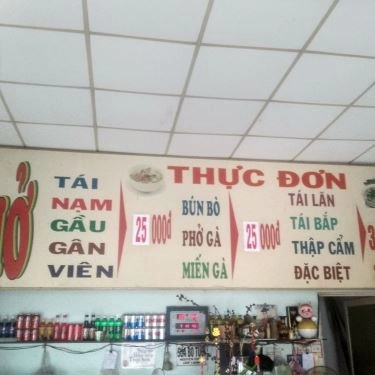 THỰC ĐƠN
TÁI
NẠM
GẦU
GÂN
VIÊN
25 000đ
BÚN BÒ
PHỞ GÀ
MIẾN GÀ
25 000đ
TÁI LĂN
TÁI BẮP
THẬP CẨM
ĐẶC BIỆT